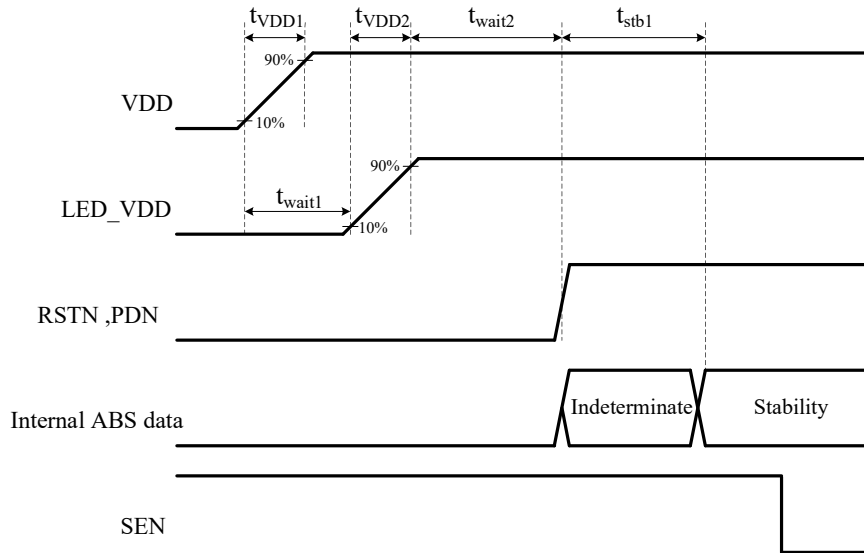 tVDD1 tVDD2 twait2 tstb1
90%
VDD
10%
90%
twait1
LED_VDD
10%
RSTN ,PDN
Indeterminate Stability
Internal ABS data
SEN